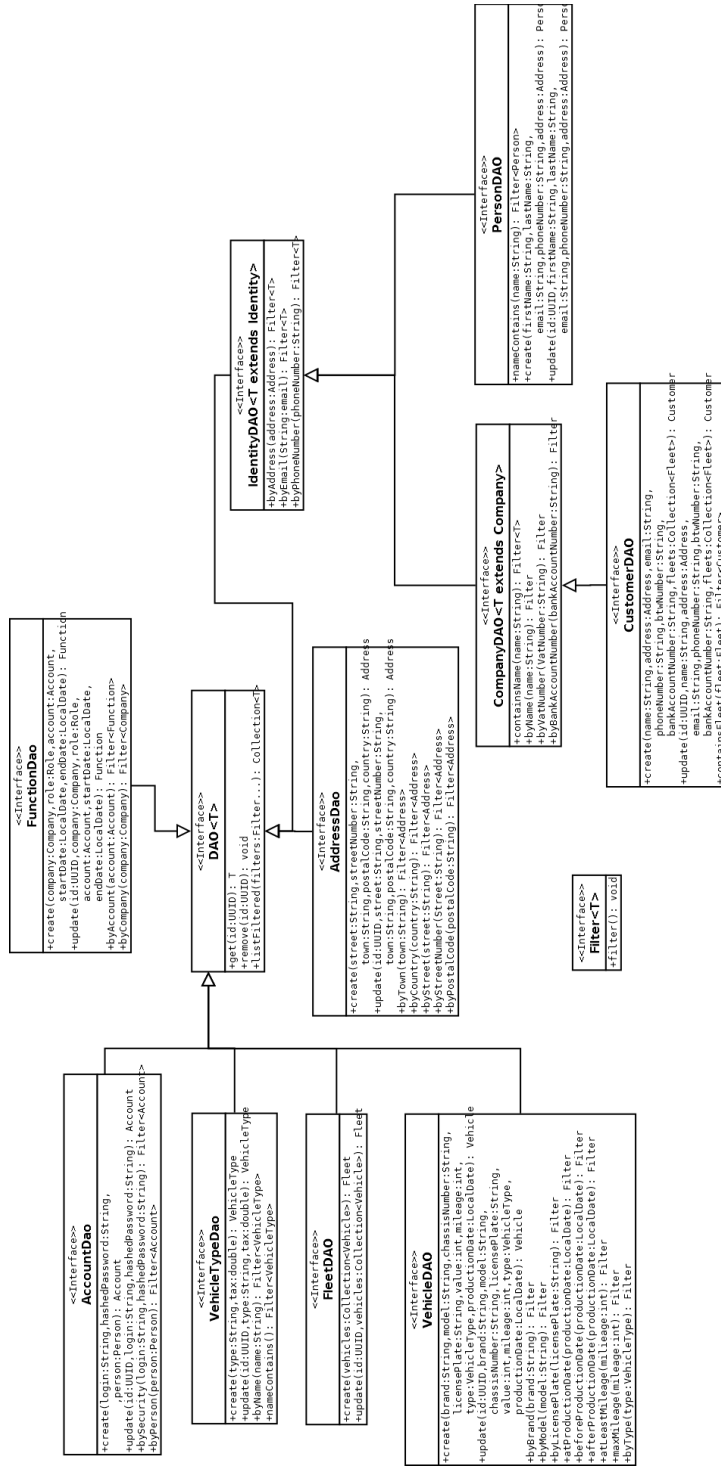 <<Interface>>
FunctionDao
+create(company:Company,role:Role,account:Account,
startDate:LocalDate,endDate:LocalDate): Function
+update(id:UUID,company:Company,role:Role,
account:Account,startDate:LocalDate,
endDate:LocalDate): Function
+byAccount(account:Account): Filter<Function>
+byCompany(company:Company): Filter<Company>
<<Interface>>
AccountDao
+create(login:String,hashedPassword:String,
,person:Person): Account
+update(id:UUID,login:String,hashedPassword:String): Account
+bySecurity(login:String,hashedPassword:String): Filter<Account>
+byPerson(person:Person): Filter<Account>
<<Interface>>
VehicleTypeDao
+create(type:String,tax:double): VehicleType
+update(id:UUID,type:String,tax:double): VehicleType
+byName(name:String): Filter<VehicleType>
+nameContains(): Filter<VehicleType>
<<Interface>>
FleetDAO
+create(vehicles:Collection<Vehicle>): Fleet
+update(id:UUID,vehicles:Collection<Vehicle>): Fleet
<<Interface>>
VehicleDAO
+create(brand:String,model:String,chassisNumber:String,
licensePlate:String,value:int,mileage:int,
type:VehicleType,productionDate:LocalDate): Vehicle
+update(id:UUID,brand:String,model:String,
chassisNumber:String,licensePlate:String,
value:int,mileage:int,type:VehicleType,
productionDate:LocalDate): Vehicle
+byBrand(brand:String): Filter
+byModel(model:String): Filter
+byLicensePlate(licensePlate:String): Filter
+atProductionDate(productionDate:LocalDate): Filter
+beforeProductionDate(productionDate:LocalDate): Filter
+afterProductionDate(productionDate:LocalDate): Filter
+atLeastMileage(milieage:int): Filter
+maxMileage(mileage:int): Filter
+byType(type:VehicleType): Filter
<<Interface>>
DAO<T>
+get(id:UUID): T
+remove(id:UUID): void
+listFiltered(filters:Filter...): Collection<T>
<<Interface>>
AddressDao
+create(street:String,streetNumber:String,
town:String,postalCode:String,country:String): Address
+update(id:UUID,street:String,streetNumber:String,
town:String,postalCode:String,country:String): Address
+byTown(town:String): Filter<Address>
+byCountry(country:String): Filter<Address>
+byStreet(street:String): Filter<Address>
+byStreetNumber(Street:String): Filter<Address>
+byPostalCode(postalCode:String): Filter<Address>
<<Interface>>
Filter<T>
+filter(): void
<<Interface>>
IdentityDAO<T extends Identity>
+byAddress(address:Address): Filter<T>
+byEmail(String:email): Filter<T>
+byPhoneNumber(phoneNumber:String): Filter<T>
<<Interface>>
CompanyDAO<T extends Company>
+containsName(name:String): Filter<T>
+byName(name:String): Filter
+byVatNumber(VatNumber:String): Filter
+byBankAccountNumber(bankAccountNumber:String): Filter
<<Interface>>
CustomerDAO
+create(name:String,address:Address,email:String,
phoneNumber:String,btwNumber:String,
bankAccountNumber:String,fleets:Collection<Fleet>): Customer
+update(id:UUID,name:String,address:Address,
email:String,phoneNumber:String,btwNumber:String,
bankAccountNumber:String,fleets:Collection<Fleet>): Customer
+containsFleet(fleet:Fleet): Filter<Customer>
<<Interface>>
PersonDAO
+nameContains(name:String): Filter<Person>
+create(firstName:String,lastName:String,
email:String,phoneNumber:String,address:Address): Perso
+update(id:UUID,firstName:String,lastName:String,
email:String,phoneNumber:String,address:Address): Perso